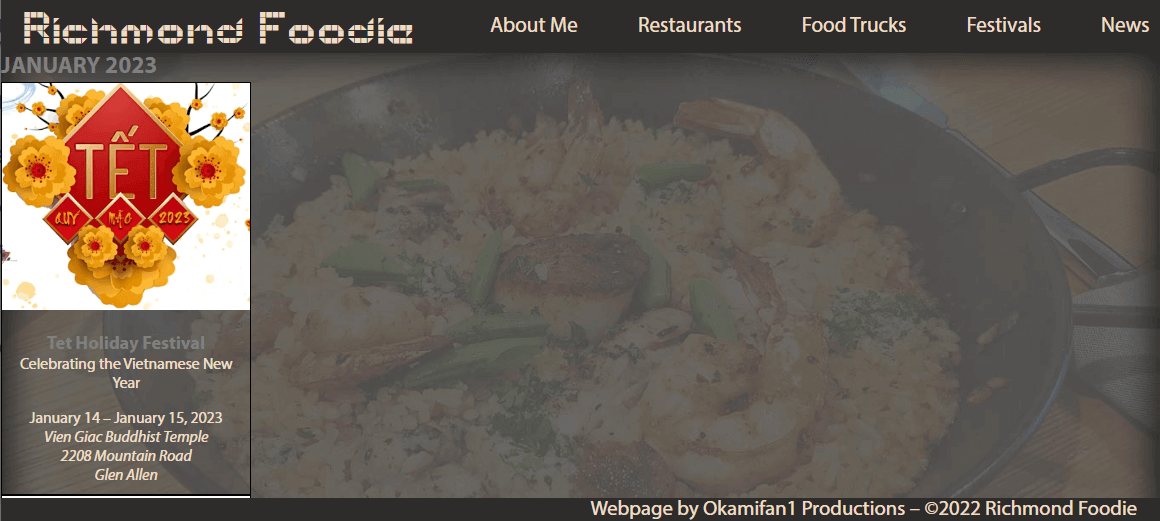 Richmond Foodie
About Me Restaurants Food Trucks Festivals News
JANUARY 2023
TẾT
QUÝ MÃO 2023
Tet Holiday Festival
Celebrating the Vietnamese New
Year
January 14 – January 15, 2023
Vien Giac Buddhist Temple
2208 Mountain Road
Glen Allen
Webpage by Okamifan1 Productions – ©2022 Richmond Foodie